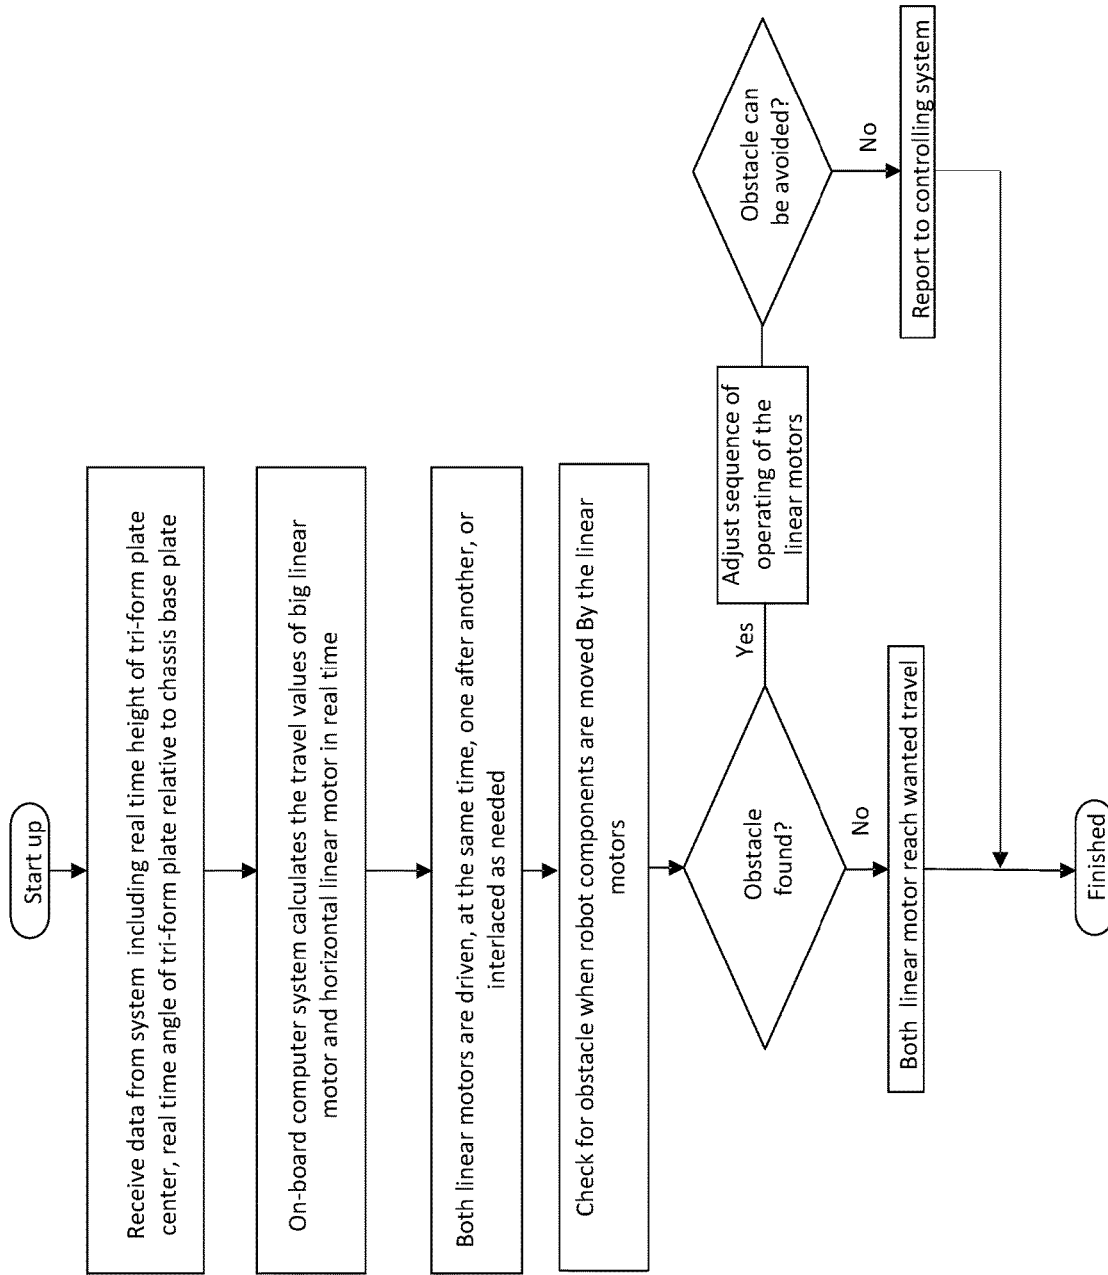 Start up
Receive data from system including real time height of tri-form plate
center, real time angle of tri-form plate relative to chassis base plate
On-board computer system calculates the travel values of big linear
motor and horizontal linear motor in real time
Both linear motors are driven, at the same time, one after another, or
interlaced as needed
Check for obstacle when robot components are moved By the linear
motors
Obstacle
found?
Yes
Adjust sequence of
operating of the
linear motors
Obstacle can
be avoided?
No
Report to controlling system
No
Both linear motor reach wanted travel
Finished